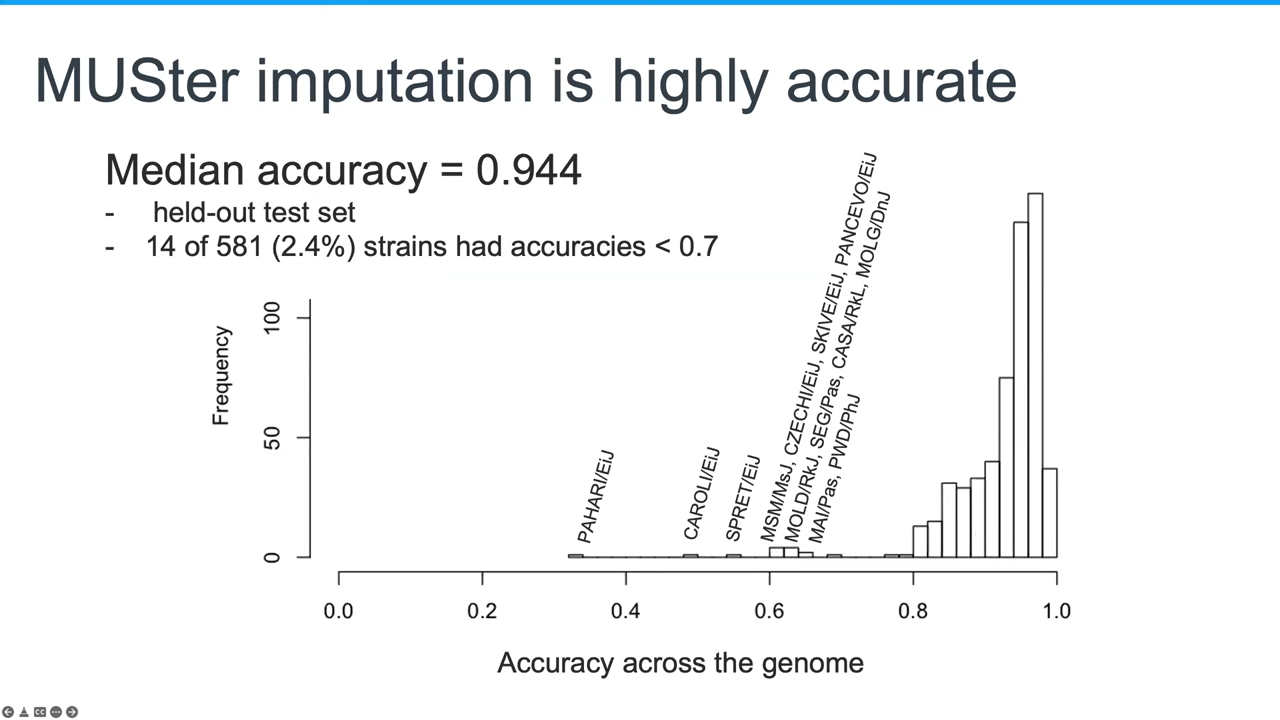 MUSter imputation is highly accurate
Median accuracy = 0.944
- held-out test set
- 14 of 581 (2.4%) strains had accuracies < 0.7
Frequency
100
50
0
PAHARI/EiJ
CAROLI/EiJ
SPRET/EiJ
MSM/MsJ, CZECHI/EiJ, SKIVE/EiJ, PANCEVO/EiJ
MOLD/RkJ, SEG/Pas, CASA/RkL, MOLG/DnJ
MAI/Pas, PWD/PhJ
0.0 0.2 0.4 0.6 0.8 1.0
Accuracy across the genome
CC